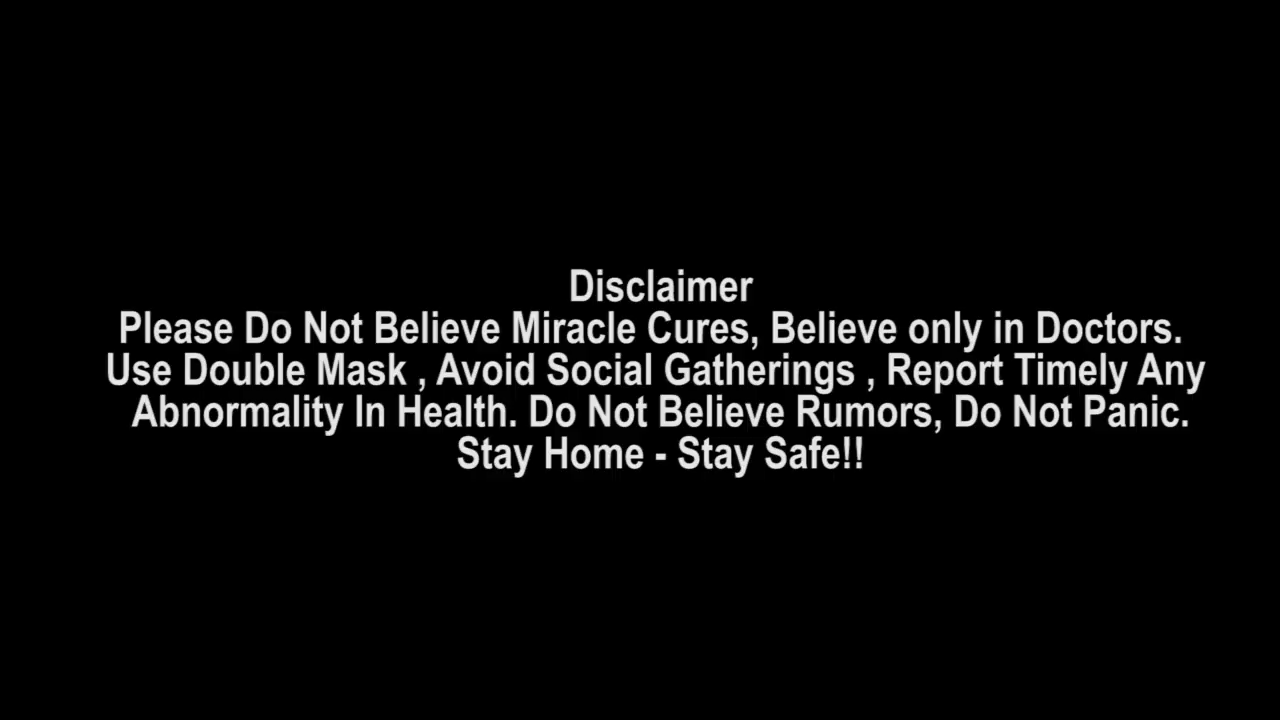 Disclaimer
Please Do Not Believe Miracle Cures, Believe only in Doctors.
Use Double Mask , Avoid Social Gatherings , Report Timely Any
Abnormality In Health. Do Not Believe Rumors, Do Not Panic.
Stay Home - Stay Safe!!